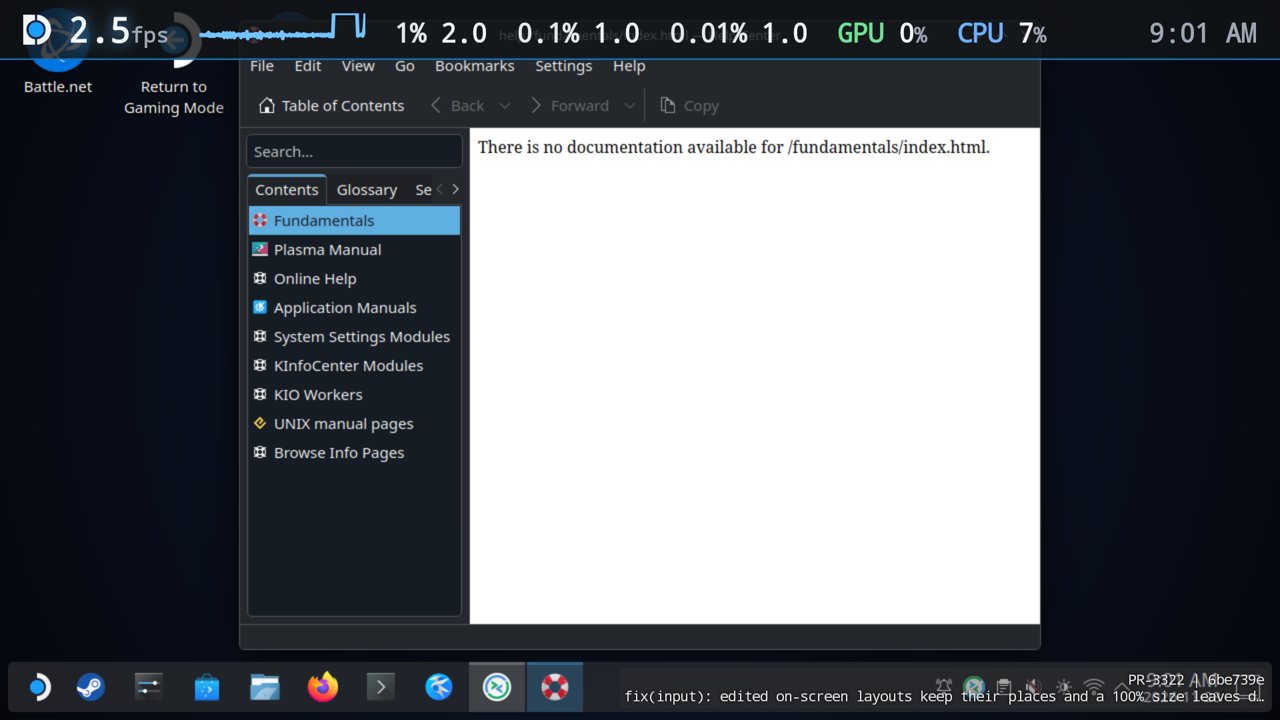 2.5fps 1% 2.0 0.1% 1.0 0.01% 1.0 GPU 0% CPU 7% 9:01 AM
Battle.net
Return to
Gaming Mode
File Edit View Go Bookmarks Settings Help
Table of Contents Back Forward Copy
Search...
Contents Glossary Se
Fundamentals
Plasma Manual
Online Help
Application Manuals
System Settings Modules
KInfoCenter Modules
KIO Workers
UNIX manual pages
Browse Info Pages
There is no documentation available for /fundamentals/index.html.
PR-3322 | 6be739e
fix(input): edited on-screen layouts keep their places and a 100% size leaves d…